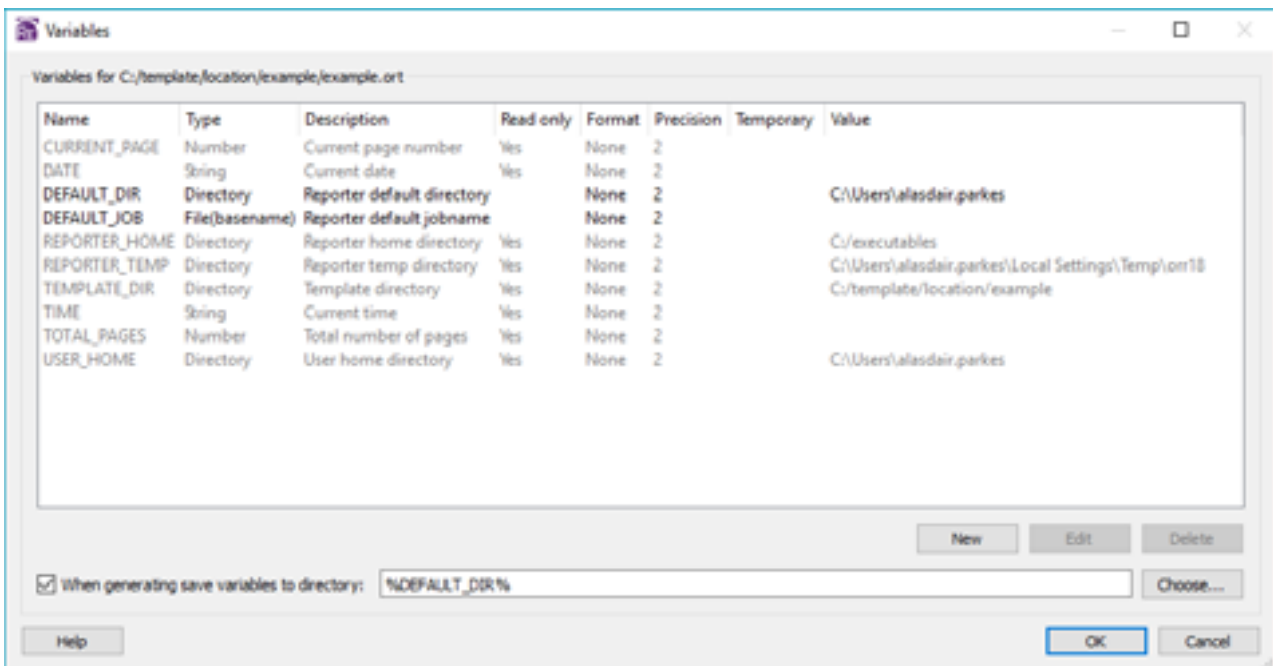 Variables
Variables for C:/template/location/example/example.ort
Name Type Description Read only Format Precision Temporary Value
CURRENT_PAGE Number Current page number Yes None 2
DATE String Current date Yes None 2
DEFAULT_DIR Directory Reporter default directory None 2 C:\Users\alasdair.parkes
DEFAULT_JOB File(basename) Reporter default jobname None 2
REPORTER_HOME Directory Reporter home directory Yes None 2 C:/executables
REPORTER_TEMP Directory Reporter temp directory Yes None 2 C:\Users\alasdair.parkes\Local Settings\Temp\orr18
TEMPLATE_DIR Directory Template directory Yes None 2 C:/template/location/example
TIME String Current time Yes None 2
TOTAL_PAGES Number Total number of pages Yes None 2
USER_HOME Directory User home directory Yes None 2 C:\Users\alasdair.parkes
New Edit Delete
When generating save variables to directory: %DEFAULT_DIR% Choose...
Help OK Cancel